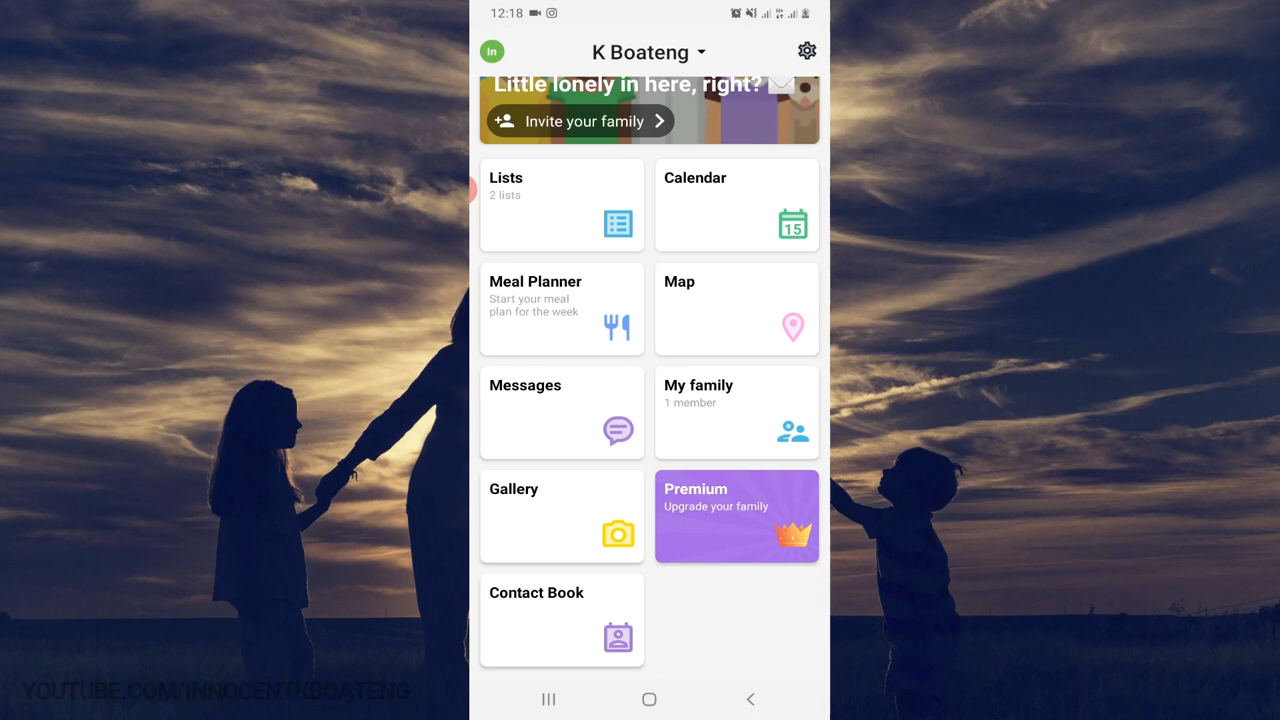 12:18
In
K Boateng
Little lonely in here, right?
Invite your family
Lists
2 lists
Calendar
15
Meal Planner
Start your meal
plan for the week
Map
Messages
My family
1 member
Gallery
Premium
Upgrade your family
Contact Book
YOUTUBE.COM/INNOCENTKBOATENG